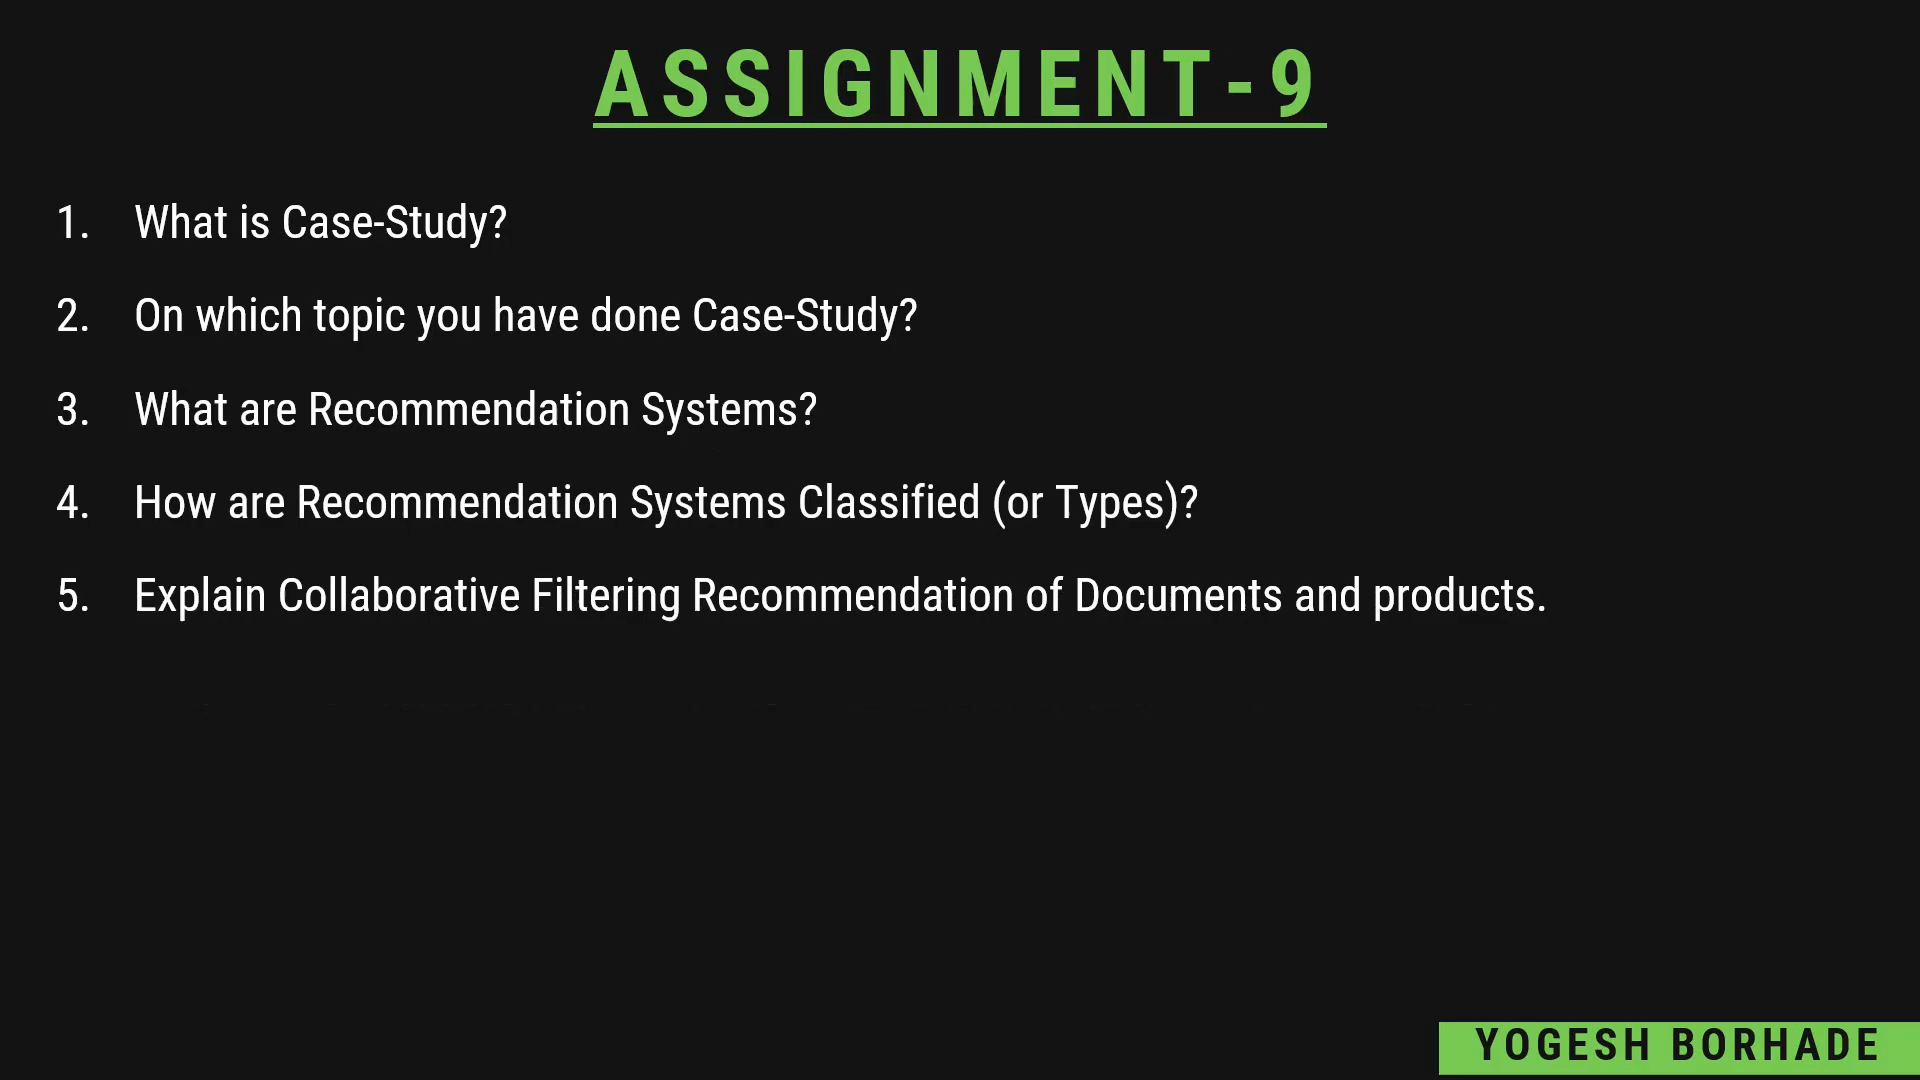 ASSIGNMENT-9
1. What is Case-Study?
2. On which topic you have done Case-Study?
3. What are Recommendation Systems?
4. How are Recommendation Systems Classified (or Types)?
5. Explain Collaborative Filtering Recommendation of Documents and products.
YOGESH BORHADE